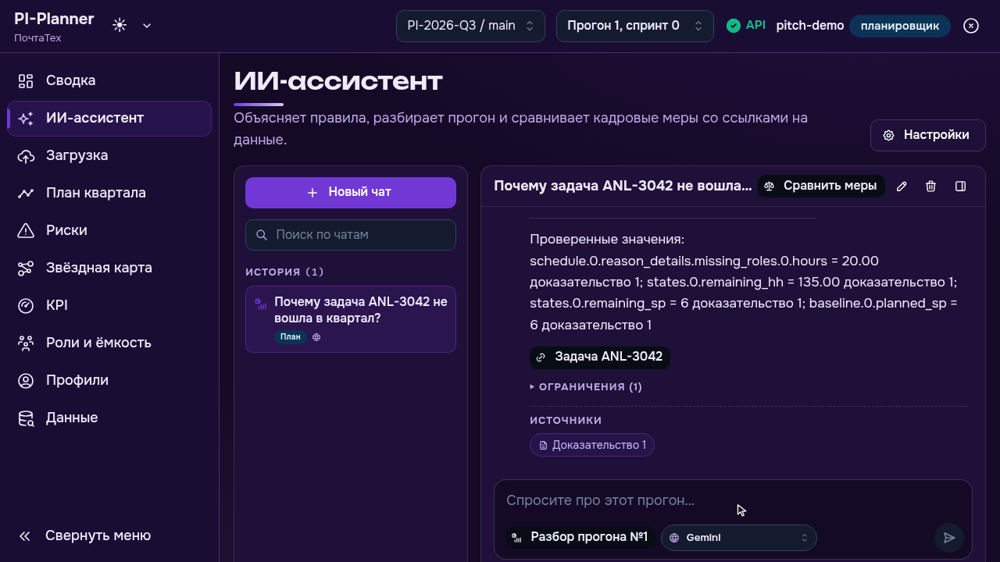 PI-Planner
ПочтаТех
PI-2026-Q3 / main
Прогон 1, спринт 0
API
pitch-demo
планировщик
Сводка
ИИ-ассистент
Загрузка
План квартала
Риски
Звёздная карта
KPI
Роли и ёмкость
Профили
Данные
Свернуть меню
ИИ-ассистент
Объясняет правила, разбирает прогон и сравнивает кадровые меры со ссылками на
данные.
Настройки
Новый чат
Поиск по чатам
ИСТОРИЯ (1)
Почему задача ANL-3042 не
вошла в квартал?
План
Почему задача ANL-3042 не вошла...
Сравнить меры
Проверенные значения:
schedule.0.reason_details.missing_roles.0.hours = 20.00
доказательство 1; states.0.remaining_hh = 135.00 доказательство 1;
states.0.remaining_sp = 6 доказательство 1; baseline.0.planned_sp =
6 доказательство 1
Задача ANL-3042
ОГРАНИЧЕНИЯ (1)
ИСТОЧНИКИ
Доказательство 1
Спросите про этот прогон...
Разбор прогона №1
Gemini